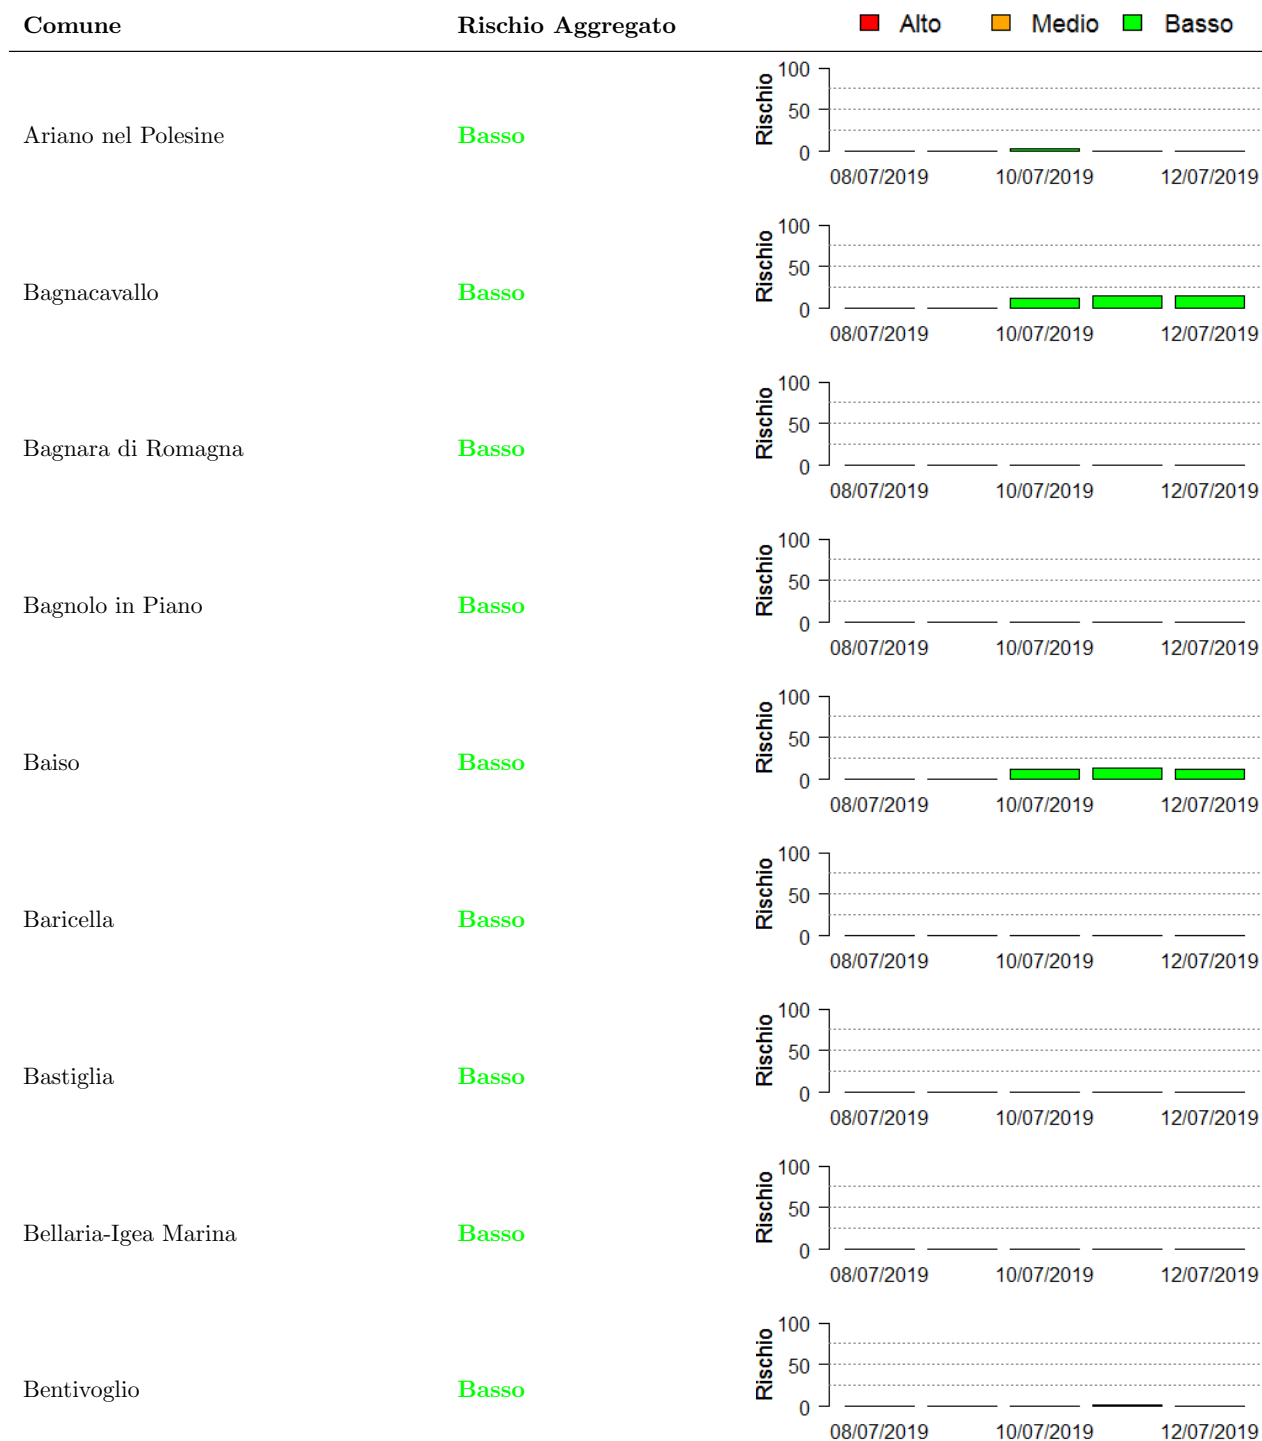 Comune Rischio Aggregato Alto Medio Basso
Ariano nel Polesine Basso
Rischio
100
50
0
08/07/2019 10/07/2019 12/07/2019
Bagnacavallo Basso
Rischio
100
50
0
08/07/2019 10/07/2019 12/07/2019
Bagnara di Romagna Basso
Rischio
100
50
0
08/07/2019 10/07/2019 12/07/2019
Bagnolo in Piano Basso
Rischio
100
50
0
08/07/2019 10/07/2019 12/07/2019
Baiso Basso
Rischio
100
50
0
08/07/2019 10/07/2019 12/07/2019
Baricella Basso
Rischio
100
50
0
08/07/2019 10/07/2019 12/07/2019
Bastiglia Basso
Rischio
100
50
0
08/07/2019 10/07/2019 12/07/2019
Bellaria-Igea Marina Basso
Rischio
100
50
0
08/07/2019 10/07/2019 12/07/2019
Bentivoglio Basso
Rischio
100
50
0
08/07/2019 10/07/2019 12/07/2019